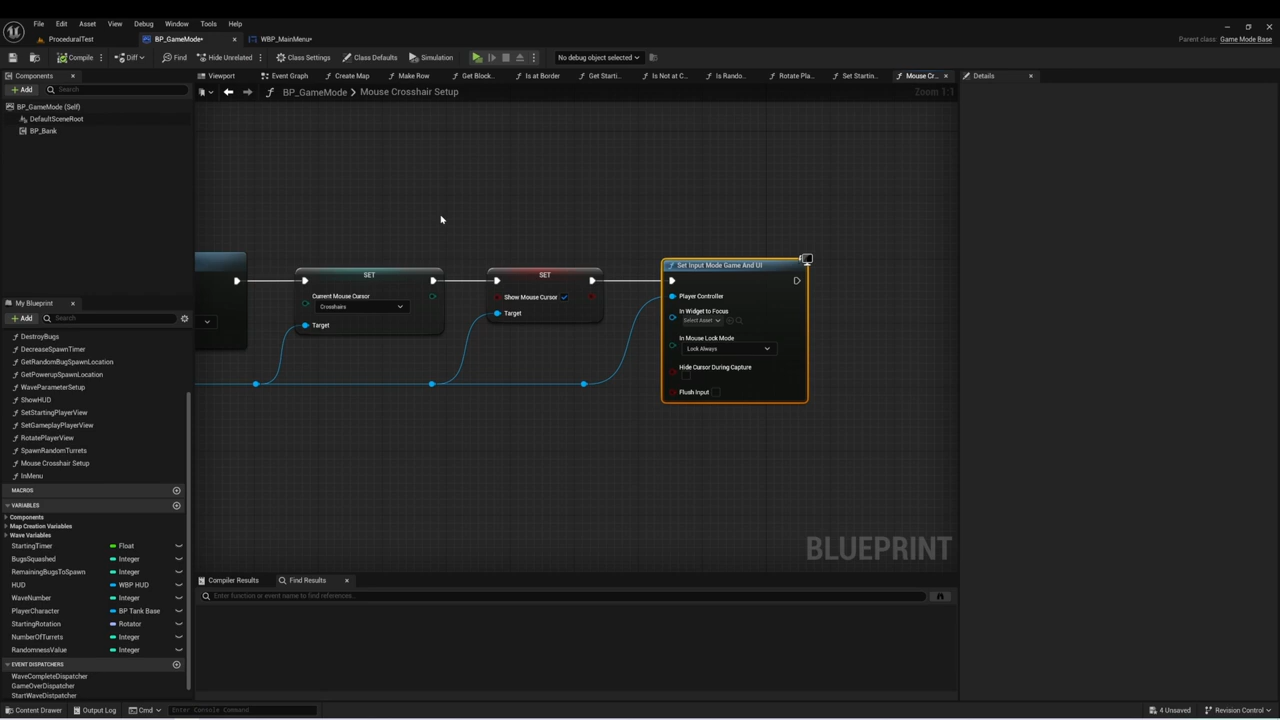 File Edit Asset View Debug Window Tools Help
ProceduralTest BP_GameMode* WBP_MainMenu*
Parent class: Game Mode Base
Compile Diff Find Hide Unrelated Class Settings Class Defaults Simulation No debug object selected
Components
Viewport Event Graph Create Map Make Row Get Block... Is at Border Get Starti... Is Not at C... Is Rando... Rotate Pla... Set Startin... Mouse Cr... Details
Add Search
BP_GameMode > Mouse Crosshair Setup Zoom 1:1
BP_GameMode (Self)
DefaultSceneRoot
BP_Bank
SET
Current Mouse Cursor
Crosshairs
Target
SET
Show Mouse Cursor
Target
Set Input Mode Game And UI
Player Controller
In Widget to Focus
Select Asset
In Mouse Lock Mode
Lock Always
Hide Cursor During Capture
Flush Input
BLUEPRINT
My Blueprint
Add Search
DestroyBugs
DecreaseSpawnTimer
GetRandomBugSpawnLocation
GetPowerupSpawnLocation
WaveParameterSetup
ShowHUD
SetStartingPlayerView
SetGameplayPlayerView
RotatePlayerView
SpawnRandomTurrets
Mouse Crosshair Setup
InMenu
MACROS
VARIABLES
Components
Map Creation Variables
Wave Variables
StartingTimer Float
BugsSquashed Integer
RemainingBugsToSpawn Integer
HUD WBP HUD
WaveNumber Integer
PlayerCharacter BP Tank Base
StartingRotation Rotator
NumberOfTurrets Integer
RandomnessValue Integer
EVENT DISPATCHERS
WaveCompleteDispatcher
GameOverDispatcher
StartWaveDistpatcher
Compiler Results Find Results
Enter function or event name to find references...
Content Drawer Output Log Cmd Enter Console Command 4 Unsaved Revision Control